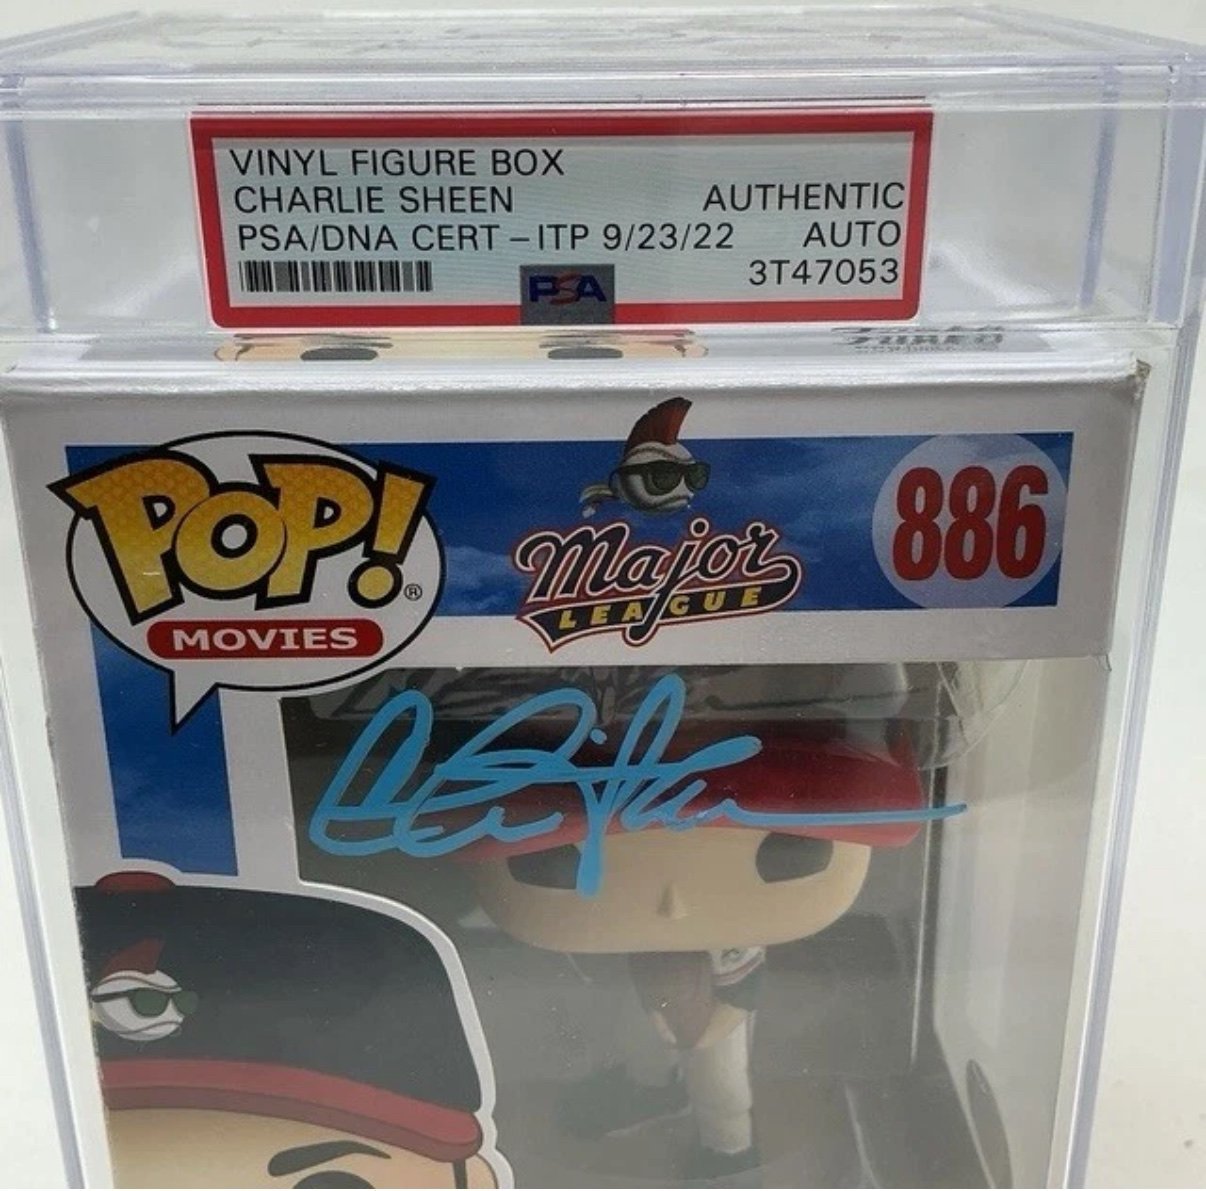 VINYL FIGURE BOX
CHARLIE SHEEN AUTHENTIC
PSA/DNA CERT – ITP 9/23/22 AUTO
3T47053
PSA
POP!®
MOVIES
Major
LEAGUE
886